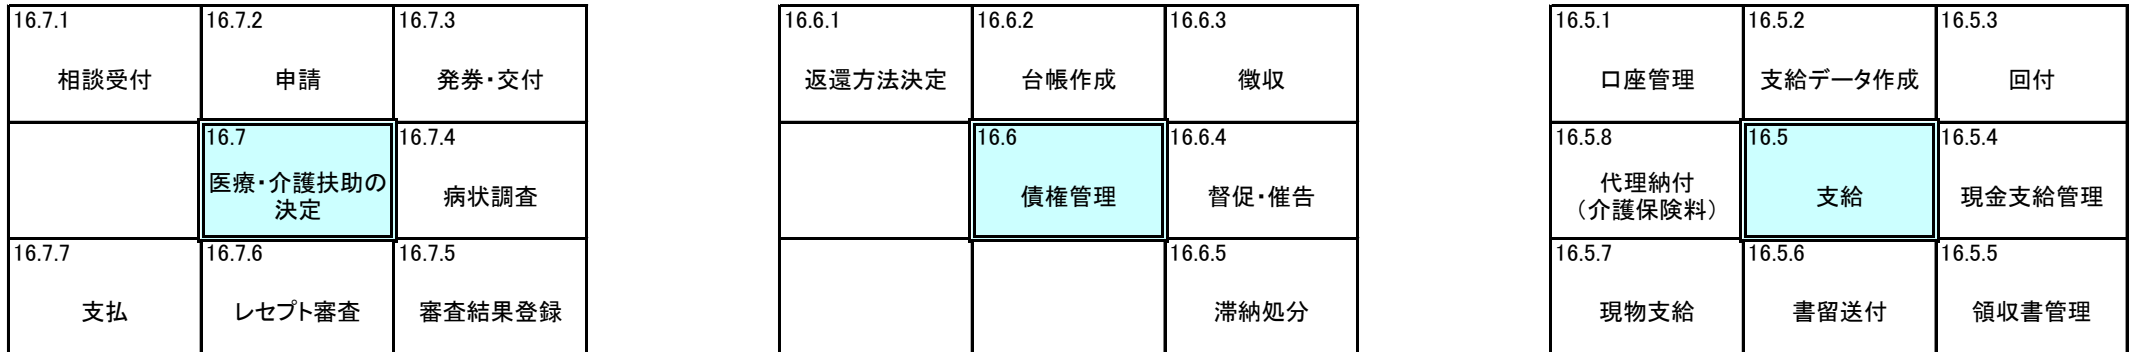 16.7.1
相談受付
16.7.2
申請
16.7.3
発券・交付
16.7
医療・介護扶助の
決定
16.7.4
病状調査
16.7.7
支払
16.7.6
レセプト審査
16.7.5
審査結果登録
16.6.1
返還方法決定
16.6.2
台帳作成
16.6.3
徴収
16.6
債権管理
16.6.4
督促・催告
16.6.5
滞納処分
16.5.1
口座管理
16.5.2
支給データ作成
16.5.3
回付
16.5.8
代理納付
（介護保険料）
16.5
支給
16.5.4
現金支給管理
16.5.7
現物支給
16.5.6
書留送付
16.5.5
領収書管理